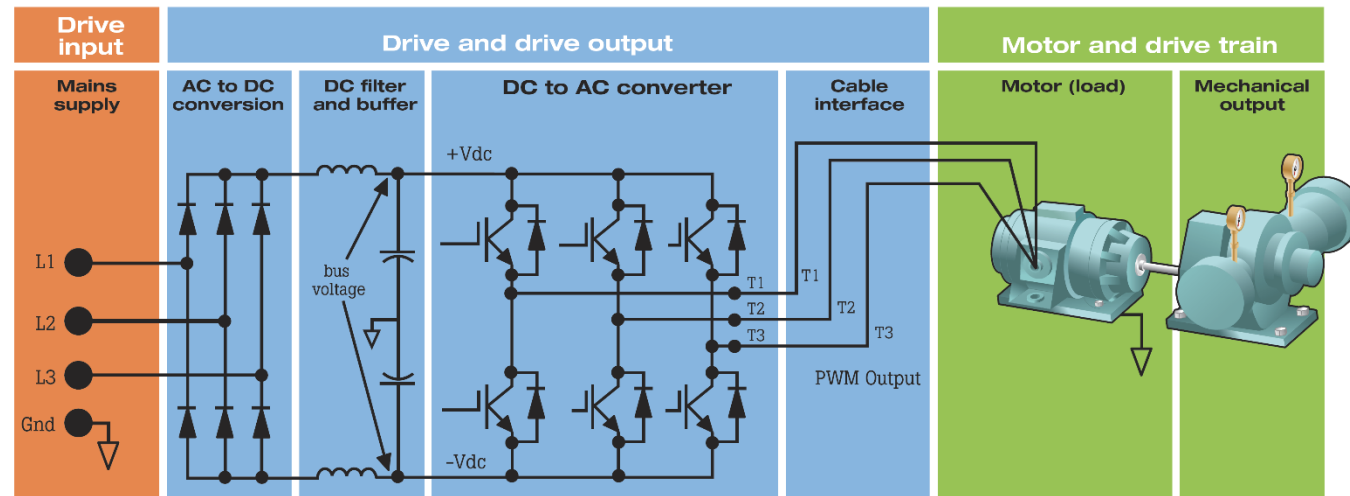 Drive
input
Drive and drive output
Motor and drive train
Mains
supply
AC to DC
conversion
DC filter
and buffer
DC to AC converter
Cable
interface
Motor (load)
Mechanical
output
+Vdc
L1
bus
voltage
T1
T1
L2
T2
T2
T3
T3
L3
PWM Output
Gnd
–Vdc